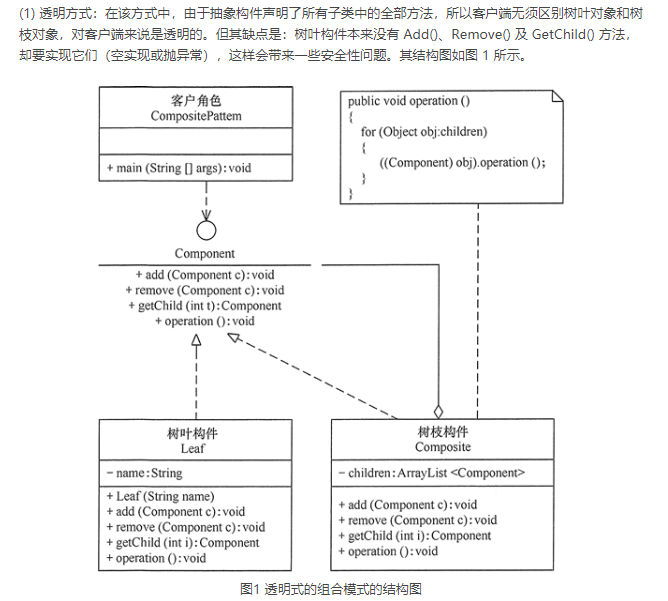 (1) 透明方式：在该方式中，由于抽象构件声明了所有子类中的全部方法，所以客户端无须区别树叶对象和树
枝对象，对客户端来说是透明的。但其缺点是：树叶构件本来没有 Add()、Remove() 及 GetChild() 方法，
却要实现它们（空实现或抛异常），这样会带来一些安全性问题。其结构图如图 1 所示。
客户角色
CompositePattem
+ main (String [] args) : void
public void operation ()
{
for (Object obj:children)
{
((Component) obj).operation ();
}
}
Component
+ add (Component c) : void
+ remove (Component c) : void
+ getChild (int t) : Component
+ operation () : void
树叶构件
Leaf
- name : String
+ Leaf (String name)
+ add (Component c) : void
+ remove (Component c) : void
+ getChild (int i) : Component
+ operation () : void
树枝构件
Composite
- children : ArrayList <Component>
+ add (Component c) : void
+ remove (Component c) : void
+ getChild (int i) : Component
+ operation () : void
图1 透明式的组合模式的结构图